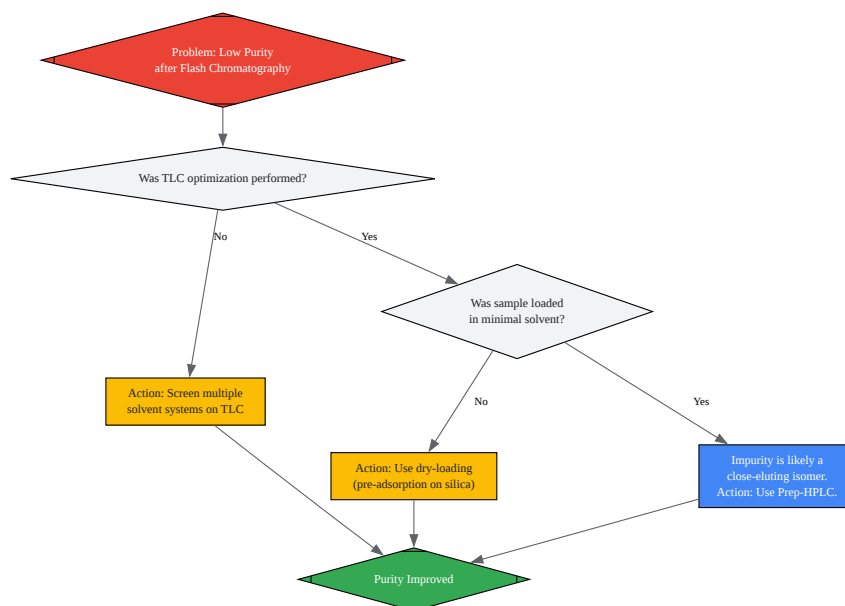 Problem: Low Purity
after Flash Chromatography
Was TLC optimization performed?
No
Yes
Was sample loaded
in minimal solvent?
Action: Screen multiple
solvent systems on TLC
No
Yes
Action: Use dry-loading
(pre-adsorption on silica)
Impurity is likely a
close-eluting isomer.
Action: Use Prep-HPLC.
Purity Improved